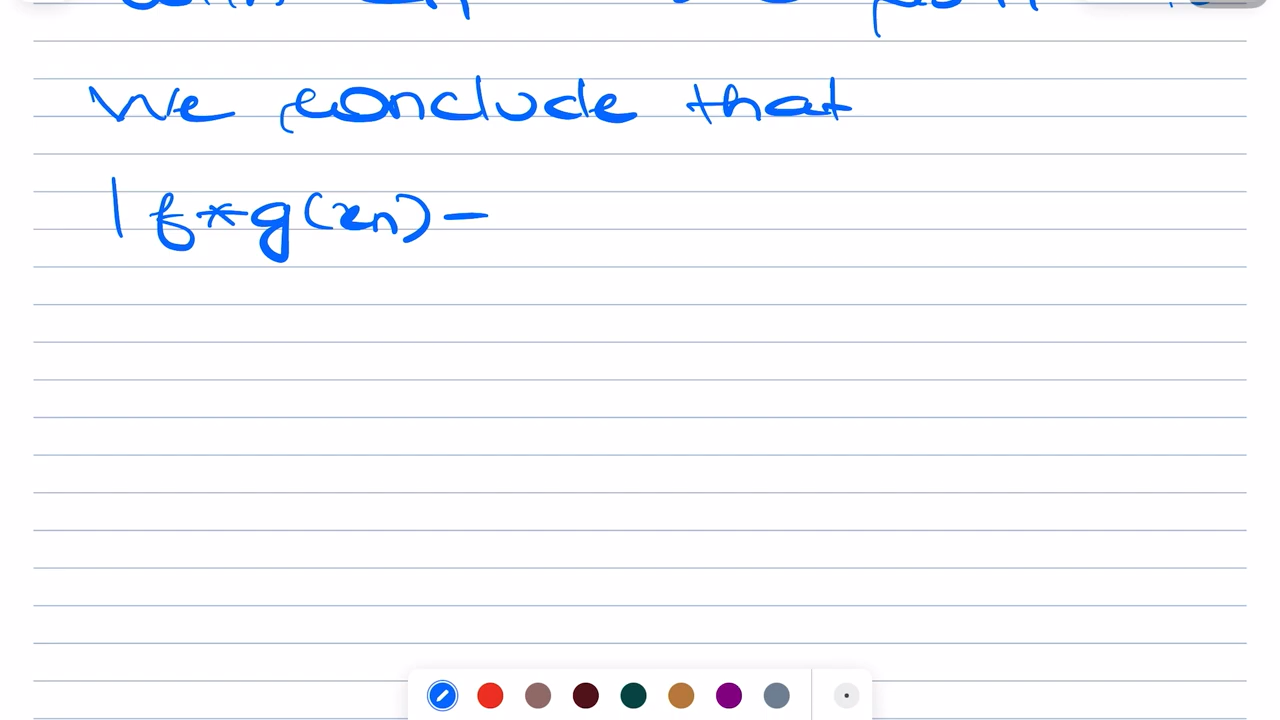 We conclude that
| f*g(xn) −